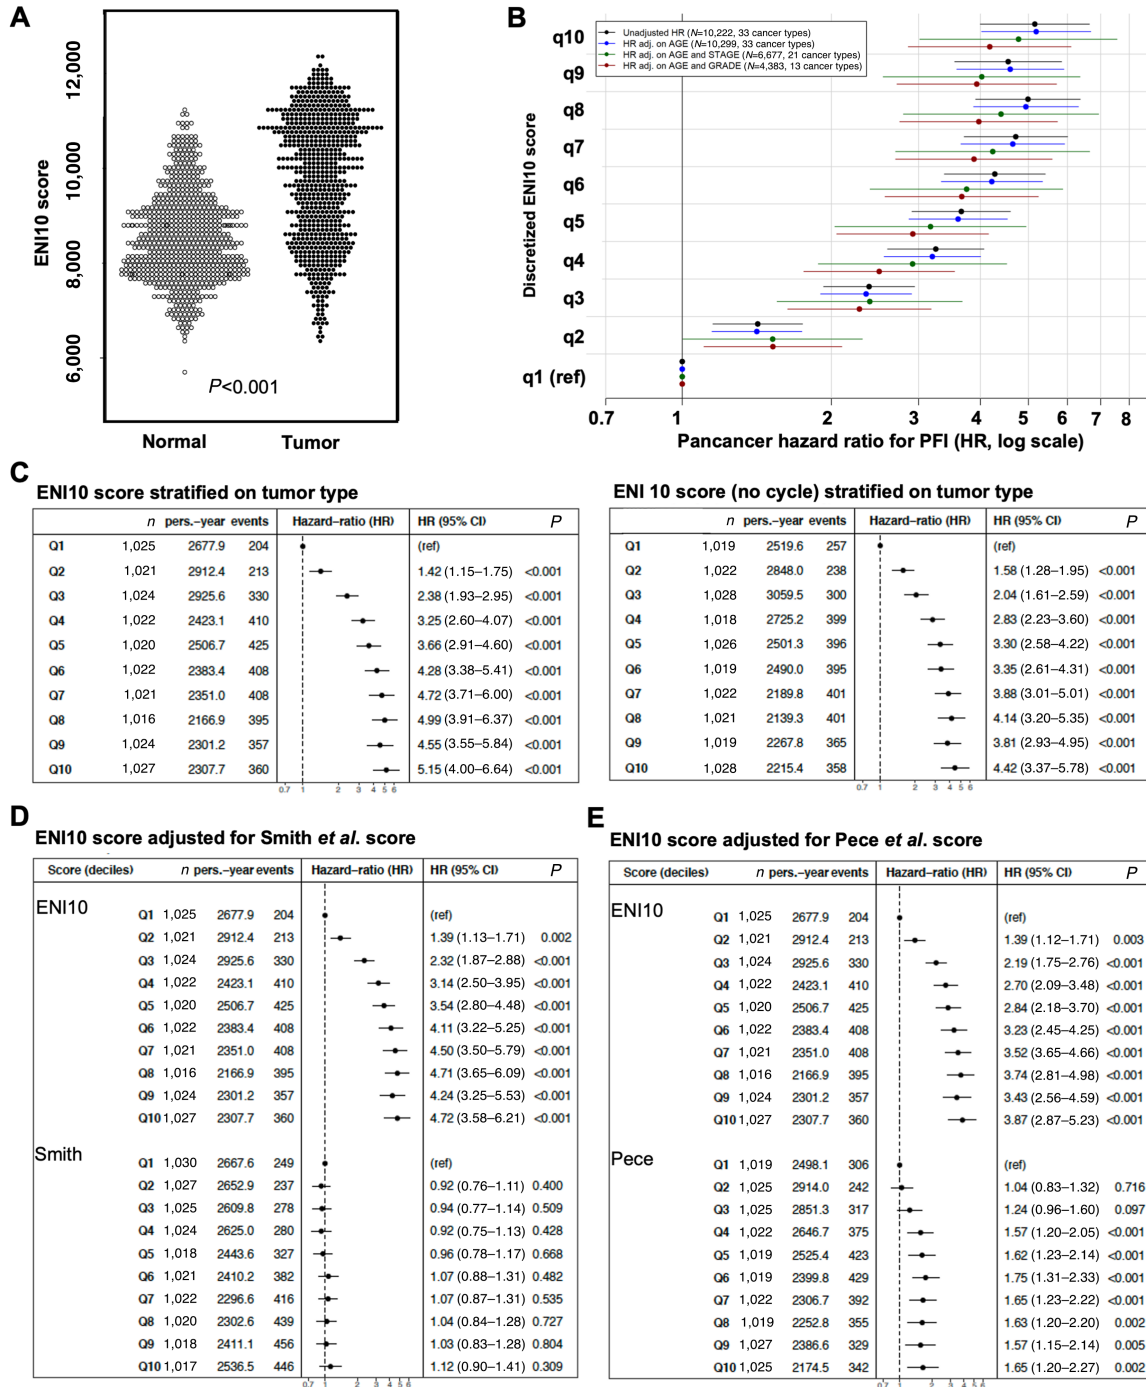 A
ENI10 score
12,000
10,000
8,000
6,000
P<0.001
Normal
Tumor
B
Unadjusted HR (N=10,222, 33 cancer types)
HR adj. on AGE (N=10,299, 33 cancer types)
HR adj. on AGE and STAGE (N=6,677, 21 cancer types)
HR adj. on AGE and GRADE (N=4,383, 13 cancer types)
Discretized ENI10 score
q10
q9
q8
q7
q6
q5
q4
q3
q2
q1 (ref)
0.7 1 2 3 4 5 6 7 8
Pancancer hazard ratio for PFI (HR, log scale)
C
ENI10 score stratified on tumor type
n pers.–year events Hazard–ratio (HR) HR (95% CI) P
Q1 1,025 2677.9 204 (ref)
Q2 1,021 2912.4 213 1.42 (1.15–1.75) <0.001
Q3 1,024 2925.6 330 2.38 (1.93–2.95) <0.001
Q4 1,022 2423.1 410 3.25 (2.60–4.07) <0.001
Q5 1,020 2506.7 425 3.66 (2.91–4.60) <0.001
Q6 1,022 2383.4 408 4.28 (3.38–5.41) <0.001
Q7 1,021 2351.0 408 4.72 (3.71–6.00) <0.001
Q8 1,016 2166.9 395 4.99 (3.91–6.37) <0.001
Q9 1,024 2301.2 357 4.55 (3.55–5.84) <0.001
Q10 1,027 2307.7 360 5.15 (4.00–6.64) <0.001
0.7 1 2 3 4 5 6
ENI 10 score (no cycle) stratified on tumor type
n pers.–year events Hazard–ratio (HR) HR (95% CI) P
Q1 1,019 2519.6 257 (ref)
Q2 1,022 2848.0 238 1.58 (1.28–1.95) <0.001
Q3 1,028 3059.5 300 2.04 (1.61–2.59) <0.001
Q4 1,018 2725.2 399 2.83 (2.23–3.60) <0.001
Q5 1,026 2501.3 396 3.30 (2.58–4.22) <0.001
Q6 1,019 2490.0 395 3.35 (2.61–4.31) <0.001
Q7 1,022 2189.8 401 3.88 (3.01–5.01) <0.001
Q8 1,021 2139.3 401 4.14 (3.20–5.35) <0.001
Q9 1,019 2267.8 365 3.81 (2.93–4.95) <0.001
Q10 1,028 2215.4 358 4.42 (3.37–5.78) <0.001
0.7 1 2 3 4 5 6
D
ENI10 score adjusted for Smith et al. score
Score (deciles) n pers.–year events Hazard–ratio (HR) HR (95% CI) P
ENI10
Q1 1,025 2677.9 204 (ref)
Q2 1,021 2912.4 213 1.39 (1.13–1.71) 0.002
Q3 1,024 2925.6 330 2.32 (1.87–2.88) <0.001
Q4 1,022 2423.1 410 3.14 (2.50–3.95) <0.001
Q5 1,020 2506.7 425 3.54 (2.80–4.48) <0.001
Q6 1,022 2383.4 408 4.11 (3.22–5.25) <0.001
Q7 1,021 2351.0 408 4.50 (3.50–5.79) <0.001
Q8 1,016 2166.9 395 4.71 (3.65–6.09) <0.001
Q9 1,024 2301.2 357 4.24 (3.25–5.53) <0.001
Q10 1,027 2307.7 360 4.72 (3.58–6.21) <0.001
Smith
Q1 1,030 2667.6 249 (ref)
Q2 1,027 2652.9 237 0.92 (0.76–1.11) 0.400
Q3 1,025 2609.8 278 0.94 (0.77–1.14) 0.509
Q4 1,024 2625.0 280 0.92 (0.75–1.13) 0.428
Q5 1,018 2443.6 327 0.96 (0.78–1.17) 0.668
Q6 1,021 2410.2 382 1.07 (0.88–1.31) 0.482
Q7 1,022 2296.6 416 1.07 (0.87–1.31) 0.535
Q8 1,020 2302.6 439 1.04 (0.84–1.28) 0.727
Q9 1,018 2411.1 456 1.03 (0.83–1.28) 0.804
Q10 1,017 2536.5 446 1.12 (0.90–1.41) 0.309
0.7 1 2 3 4 5 6
E
ENI10 score adjusted for Pece et al. score
Score (deciles) n pers.–year events Hazard–ratio (HR) HR (95% CI) P
ENI10
Q1 1,025 2677.9 204 (ref)
Q2 1,021 2912.4 213 1.39 (1.12–1.71) 0.003
Q3 1,024 2925.6 330 2.19 (1.75–2.76) <0.001
Q4 1,022 2423.1 410 2.70 (2.09–3.48) <0.001
Q5 1,020 2506.7 425 2.84 (2.18–3.70) <0.001
Q6 1,022 2383.4 408 3.23 (2.45–4.25) <0.001
Q7 1,021 2351.0 408 3.52 (3.65–4.66) <0.001
Q8 1,016 2166.9 395 3.74 (2.81–4.98) <0.001
Q9 1,024 2301.2 357 3.43 (2.56–4.59) <0.001
Q10 1,027 2307.7 360 3.87 (2.87–5.23) <0.001
Pece
Q1 1,019 2498.1 306 (ref)
Q2 1,025 2914.0 242 1.04 (0.83–1.32) 0.716
Q3 1,025 2851.3 317 1.24 (0.96–1.60) 0.097
Q4 1,022 2646.7 375 1.57 (1.20–2.05) <0.001
Q5 1,019 2525.4 423 1.62 (1.23–2.14) <0.001
Q6 1,019 2399.8 429 1.75 (1.31–2.33) <0.001
Q7 1,022 2306.7 392 1.65 (1.23–2.22) <0.001
Q8 1,019 2252.8 355 1.63 (1.20–2.20) 0.002
Q9 1,027 2386.6 329 1.57 (1.15–2.14) 0.005
Q10 1,025 2174.5 342 1.65 (1.20–2.27) 0.002
0.7 1 2 3 4 5 6